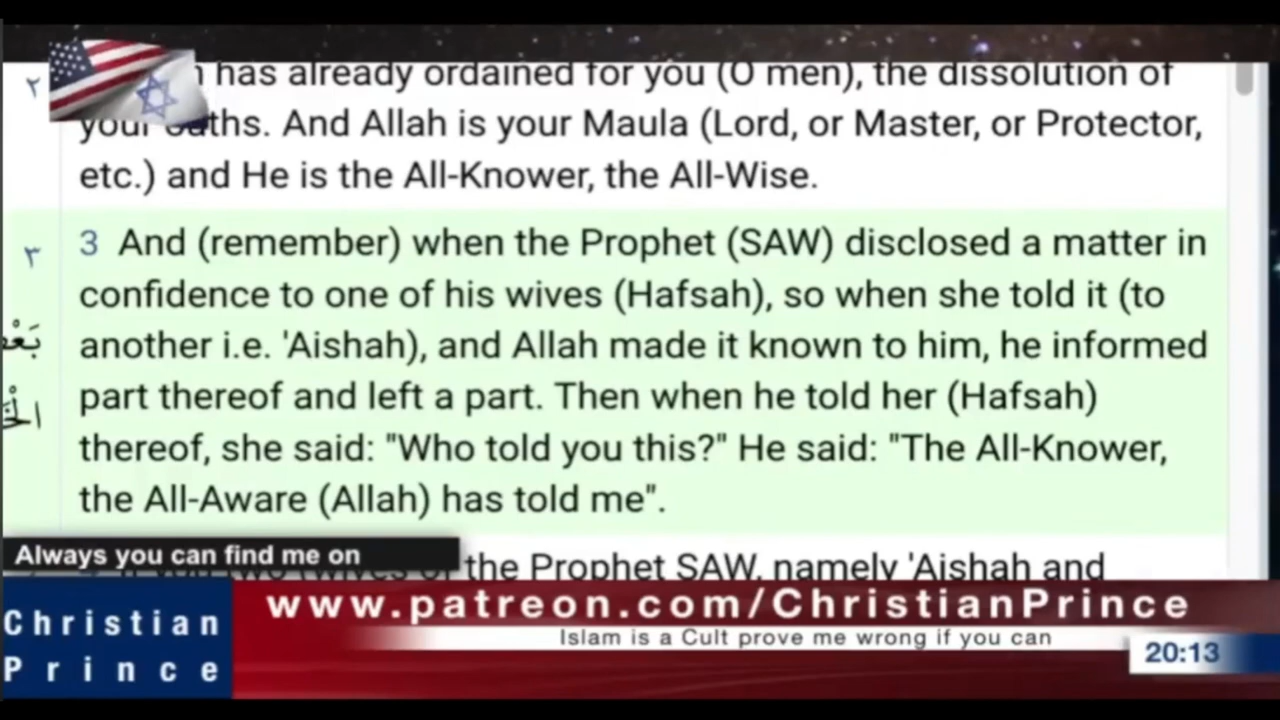 ٢
has already ordained for you (O men), the dissolution of
your oaths. And Allah is your Maula (Lord, or Master, or Protector,
etc.) and He is the All-Knower, the All-Wise.
٣
3 And (remember) when the Prophet (SAW) disclosed a matter in
confidence to one of his wives (Hafsah), so when she told it (to
another i.e. 'Aishah), and Allah made it known to him, he informed
part thereof and left a part. Then when he told her (Hafsah)
thereof, she said: "Who told you this?" He said: "The All-Knower,
the All-Aware (Allah) has told me".
Always you can find me on
the Prophet SAW, namely 'Aishah and
www.patreon.com/ChristianPrince
Islam is a Cult prove me wrong if you can
Christian
Prince
20:13